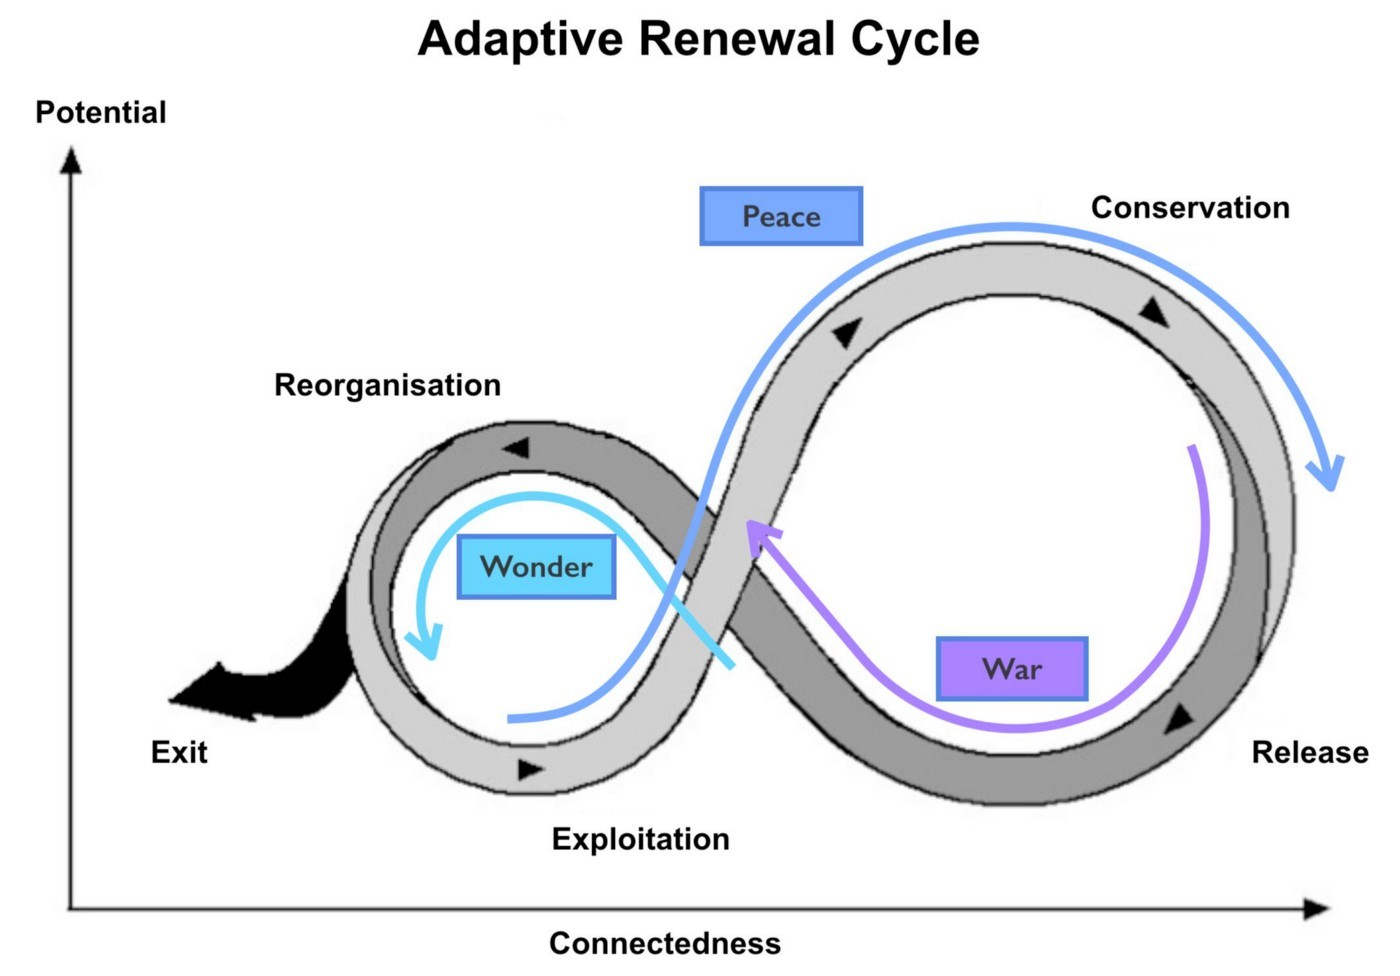 Adaptive Renewal Cycle
Potential
Peace
Conservation
Reorganisation
Wonder
War
Exit
Release
Exploitation
Connectedness